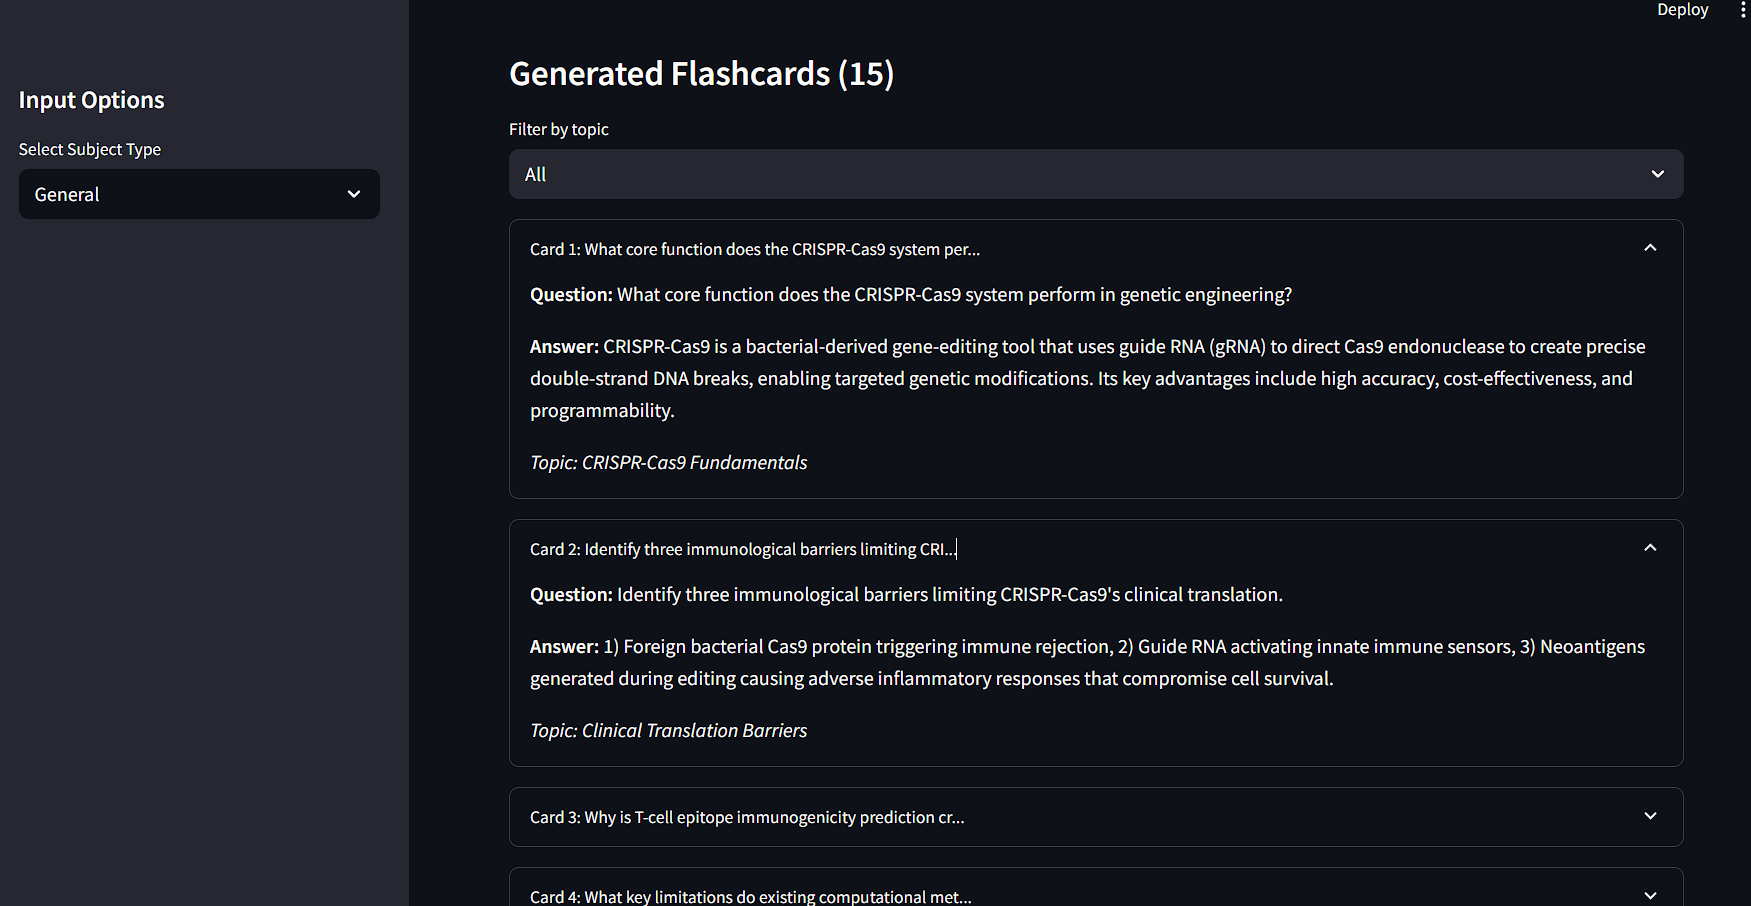 Deploy
Input Options
Select Subject Type
General
Generated Flashcards (15)
Filter by topic
All
Card 1: What core function does the CRISPR-Cas9 system per...
Question: What core function does the CRISPR-Cas9 system perform in genetic engineering?
Answer: CRISPR-Cas9 is a bacterial-derived gene-editing tool that uses guide RNA (gRNA) to direct Cas9 endonuclease to create precise
double-strand DNA breaks, enabling targeted genetic modifications. Its key advantages include high accuracy, cost-effectiveness, and
programmability.
Topic: CRISPR-Cas9 Fundamentals
Card 2: Identify three immunological barriers limiting CRI...
Question: Identify three immunological barriers limiting CRISPR-Cas9's clinical translation.
Answer: 1) Foreign bacterial Cas9 protein triggering immune rejection, 2) Guide RNA activating innate immune sensors, 3) Neoantigens
generated during editing causing adverse inflammatory responses that compromise cell survival.
Topic: Clinical Translation Barriers
Card 3: Why is T-cell epitope immunogenicity prediction cr...
Card 4: What key limitations do existing computational met...